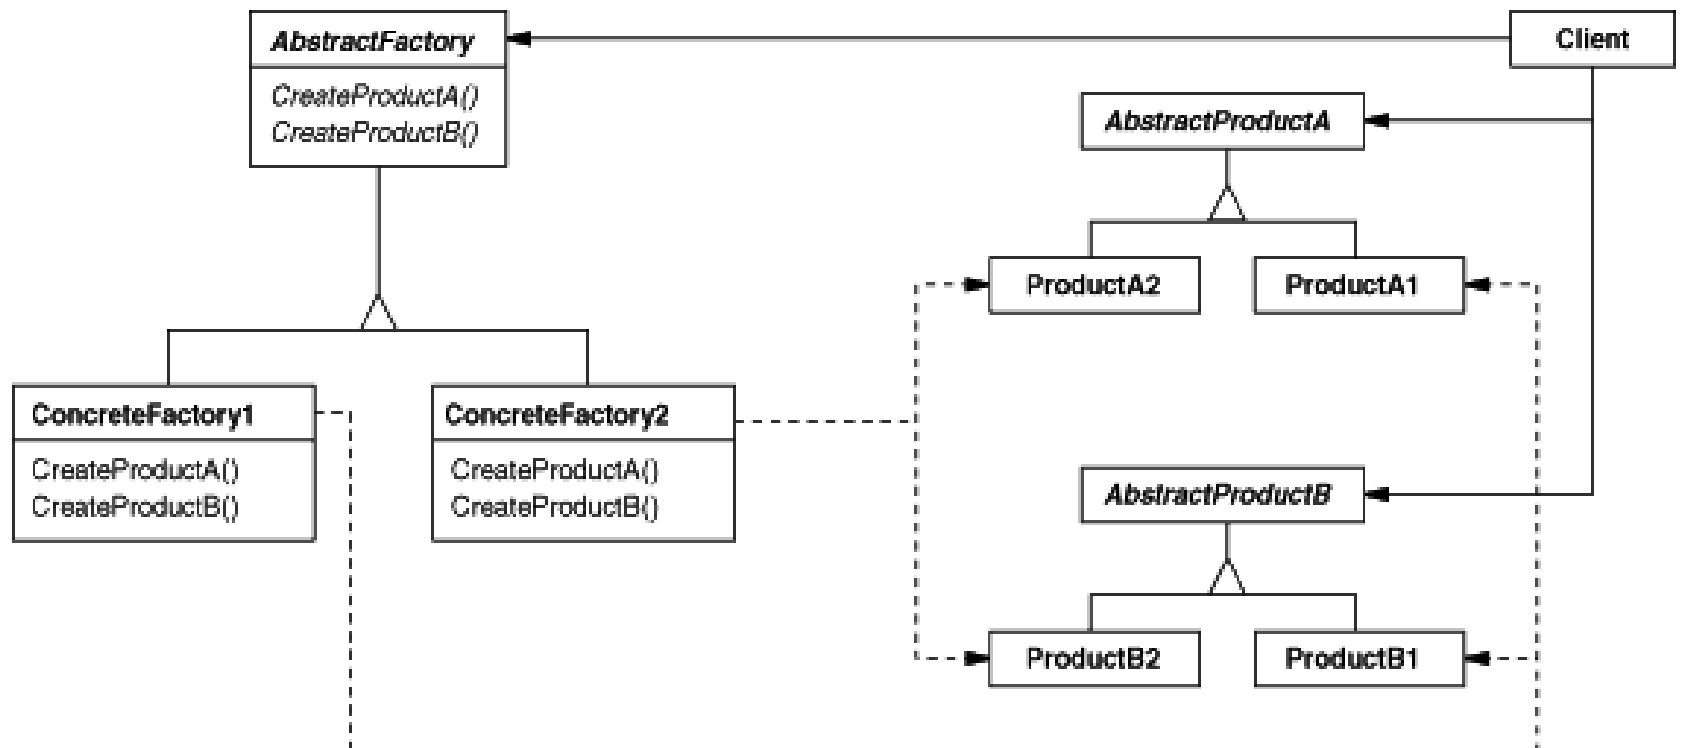 AbstractFactory
CreateProductA()
CreateProductB()
Client
AbstractProductA
ProductA2
ProductA1
ConcreteFactory1
CreateProductA()
CreateProductB()
ConcreteFactory2
CreateProductA()
CreateProductB()
AbstractProductB
ProductB2
ProductB1